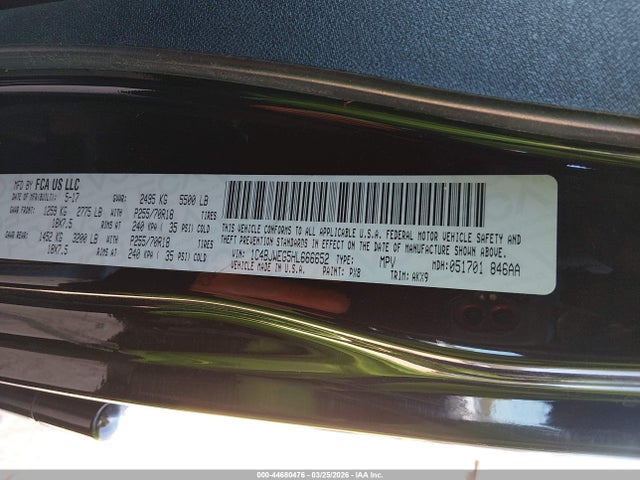 MFD BY FCA US LLC
DATE OF MFR(BUILT): 5-17 GVWR: 2495 KG 5500 LB
GAWR FRONT: 1259 KG 2775 LB WITH P255/70R18 TIRES
18X7.5 RIMS AT 240 KPA ( 35 PSI) COLD
GAWR REAR: 1452 KG 3200 LB WITH P255/70R18 TIRES
18X7.5 RIMS AT 240 KPA ( 35 PSI) COLD
THIS VEHICLE CONFORMS TO ALL APPLICABLE U.S.A. FEDERAL MOTOR VEHICLE SAFETY AND
THEFT PREVENTION STANDARDS IN EFFECT ON THE DATE OF MANUFACTURE SHOWN ABOVE.
VIN: 1C4BJWEG5HL666652 TYPE: MPV MDH: 051701 846AA
MADE IN U.S.A. PAINT: PX8 TRIM: AKX9
000-44680476 - 03/25/2026 - IAAI, Inc.